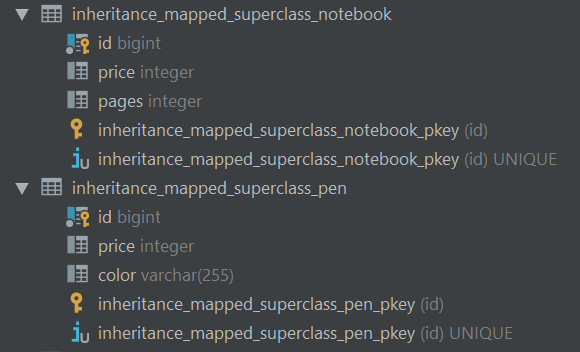 inheritance_mapped_superclass_notebook
id bigint
price integer
pages integer
inheritance_mapped_superclass_notebook_pkey (id)
inheritance_mapped_superclass_notebook_pkey (id) UNIQUE
inheritance_mapped_superclass_pen
id bigint
price integer
color varchar(255)
inheritance_mapped_superclass_pen_pkey (id)
inheritance_mapped_superclass_pen_pkey (id) UNIQUE